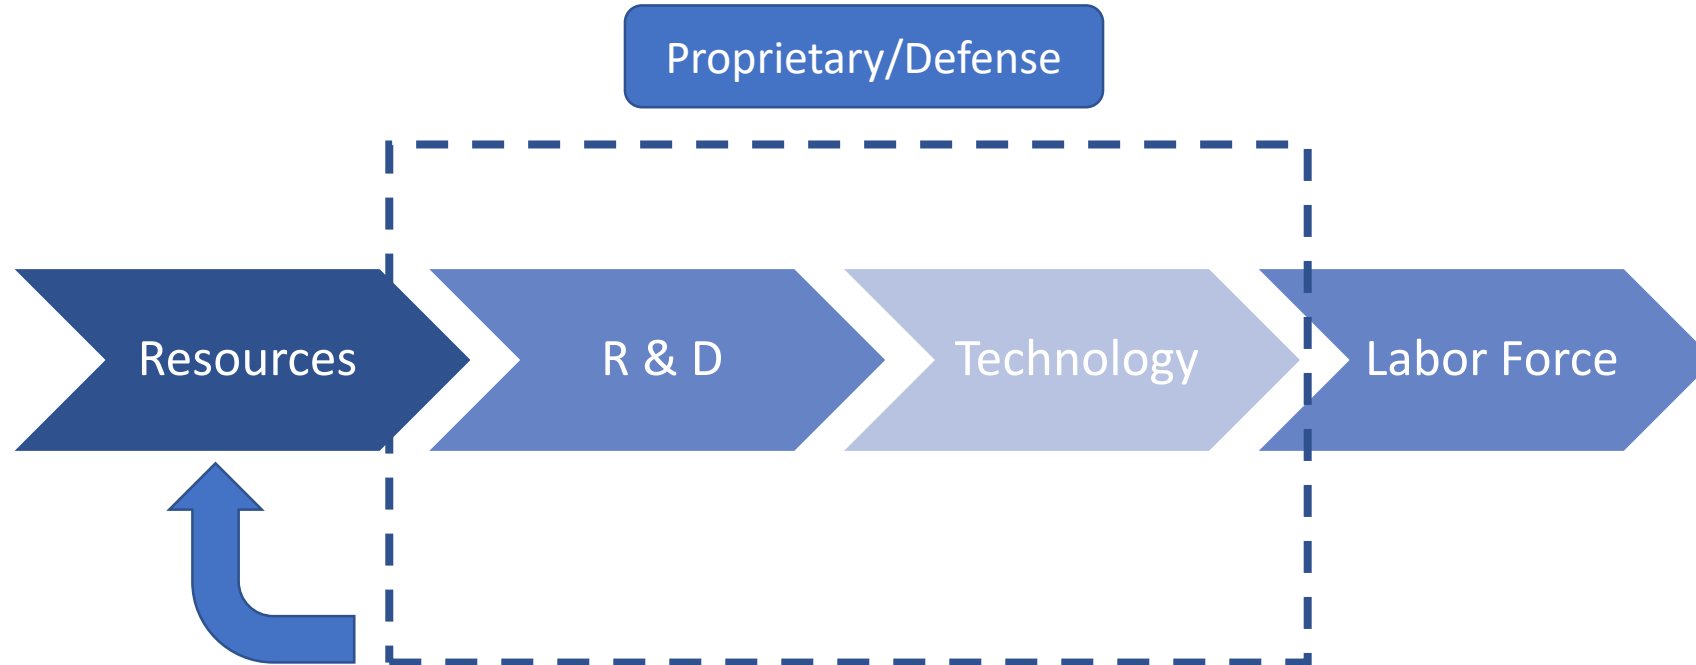 Proprietary/Defense
Resources
R & D
Technology
Labor Force